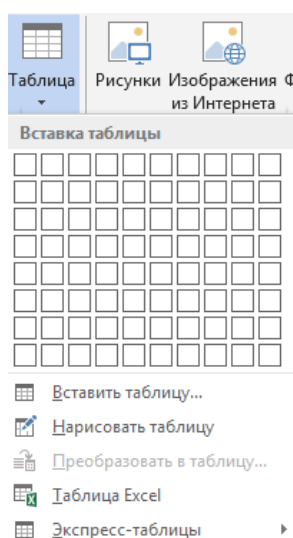 Таблица
Рисунки
Изображения
из Интернета
Вставка таблицы
Вставить таблицу...
Нарисовать таблицу
Преобразовать в таблицу...
Таблица Excel
Экспресс-таблицы